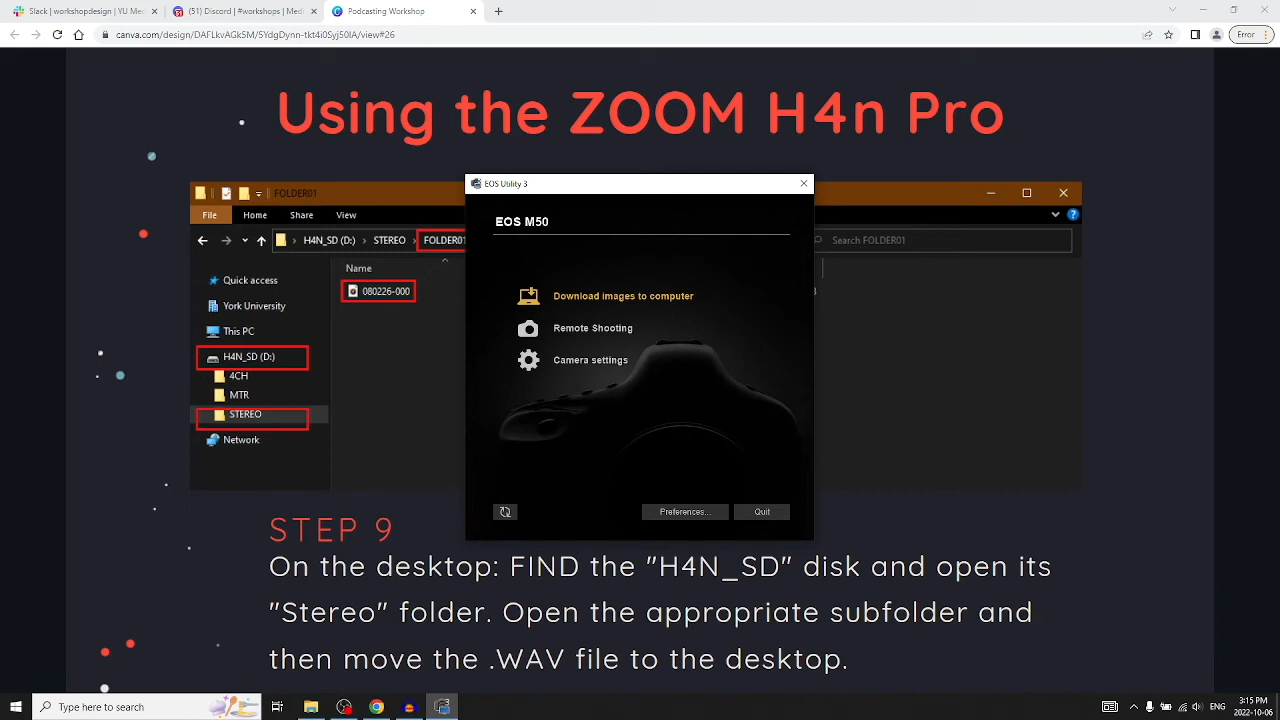 Slack | workshopdesign | YU Me
(51) Discord | #workshops | Med
Podcasting Workshop
canva.com/design/DAFLkvAGk5M/SYdgDynn-tkt4i0Syj50IA/view#26
Error
Using the ZOOM H4n Pro
FOLDER01
File Home Share View
H4N_SD (D:) STEREO FOLDER01
Search FOLDER01
Name
080226-000
Quick access
York University
This PC
H4N_SD (D:)
4CH
MTR
STEREO
Network
EOS Utility 3
EOS M50
Download images to computer
Remote Shooting
Camera settings
Preferences...
Quit
STEP 9
On the desktop: FIND the "H4N_SD" disk and open its
"Stereo" folder. Open the appropriate subfolder and
then move the .WAV file to the desktop.
Type here to search
ENG
3:15 PM
2022-10-06